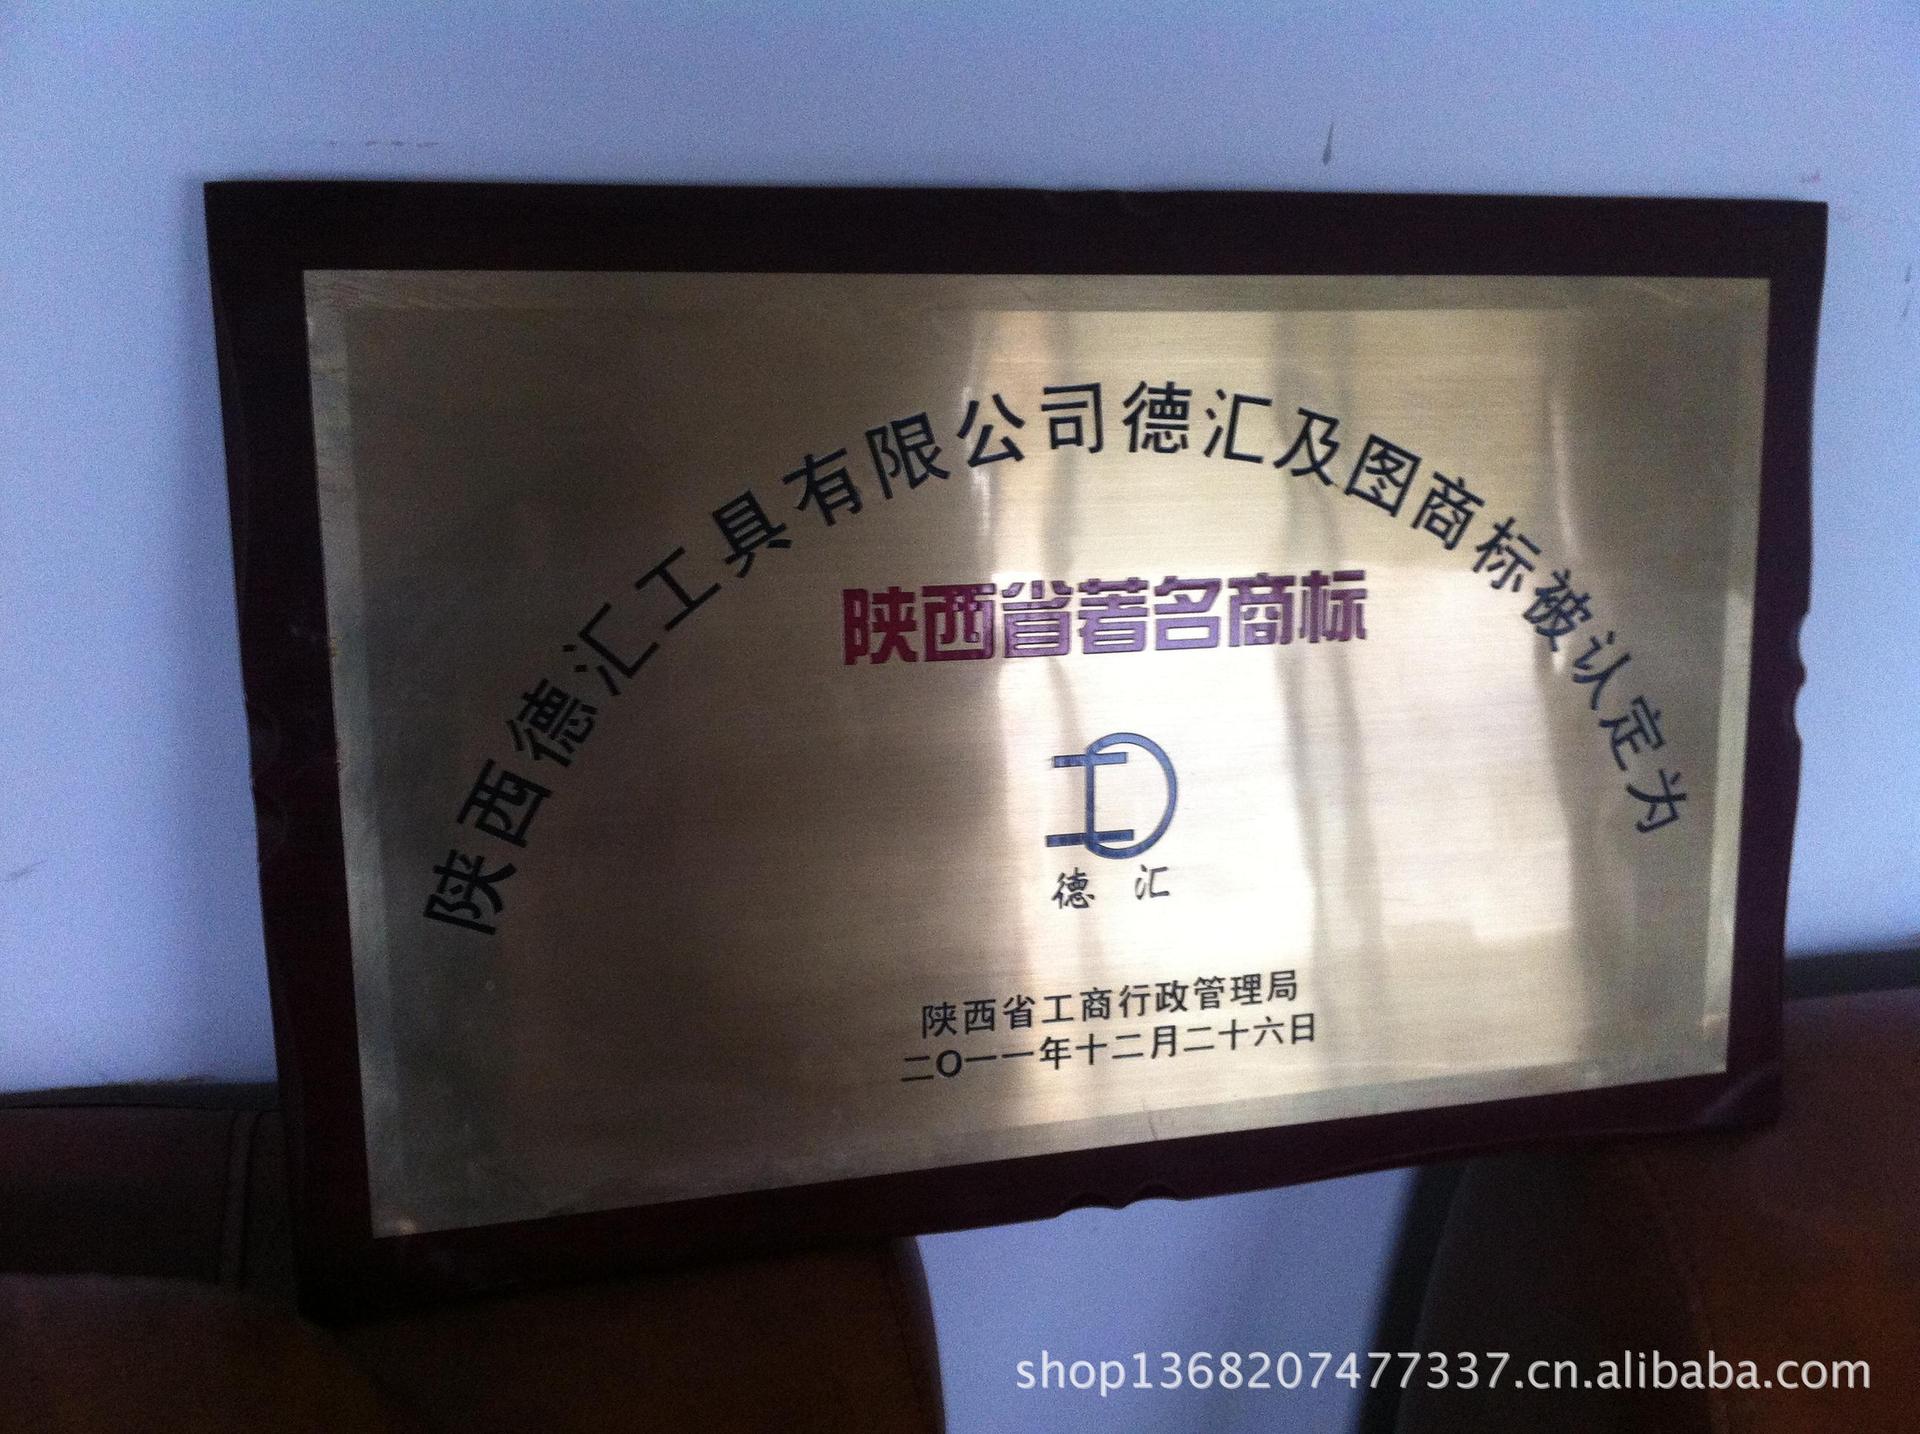 陕西德汇工具有限公司德汇及图商标被认定为
陕西省著名商标
德 汇
陕西省工商行政管理局
二O一一年十二月二十六日
shop1368207477337.cn.alibaba.com